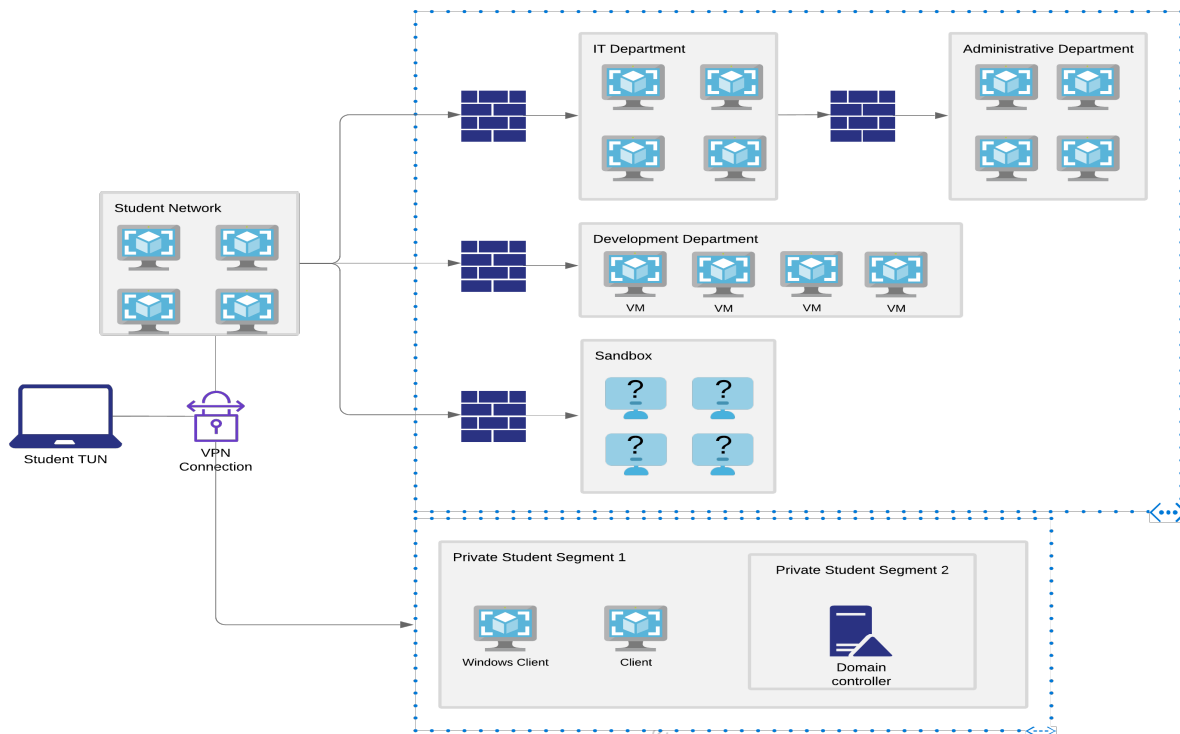 IT Department
Administrative Department
Student Network
Development Department
VM
VM
VM
VM
Sandbox
?
?
?
?
Student TUN
VPN
Connection
Private Student Segment 1
Private Student Segment 2
Windows Client
Client
Domain
controller